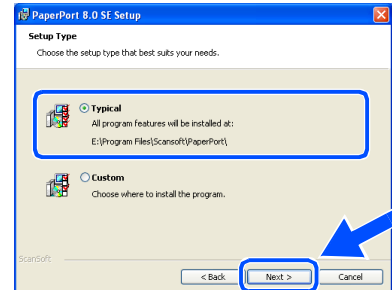 PaperPort 8.0 SE Setup
Setup Type
Choose the setup type that best suits your needs.
Typical
All program features will be installed at:
E:\Program Files\Scansoft\PaperPort\
Custom
Choose where to install the program.
ScanSoft
< Back
Next >
Cancel